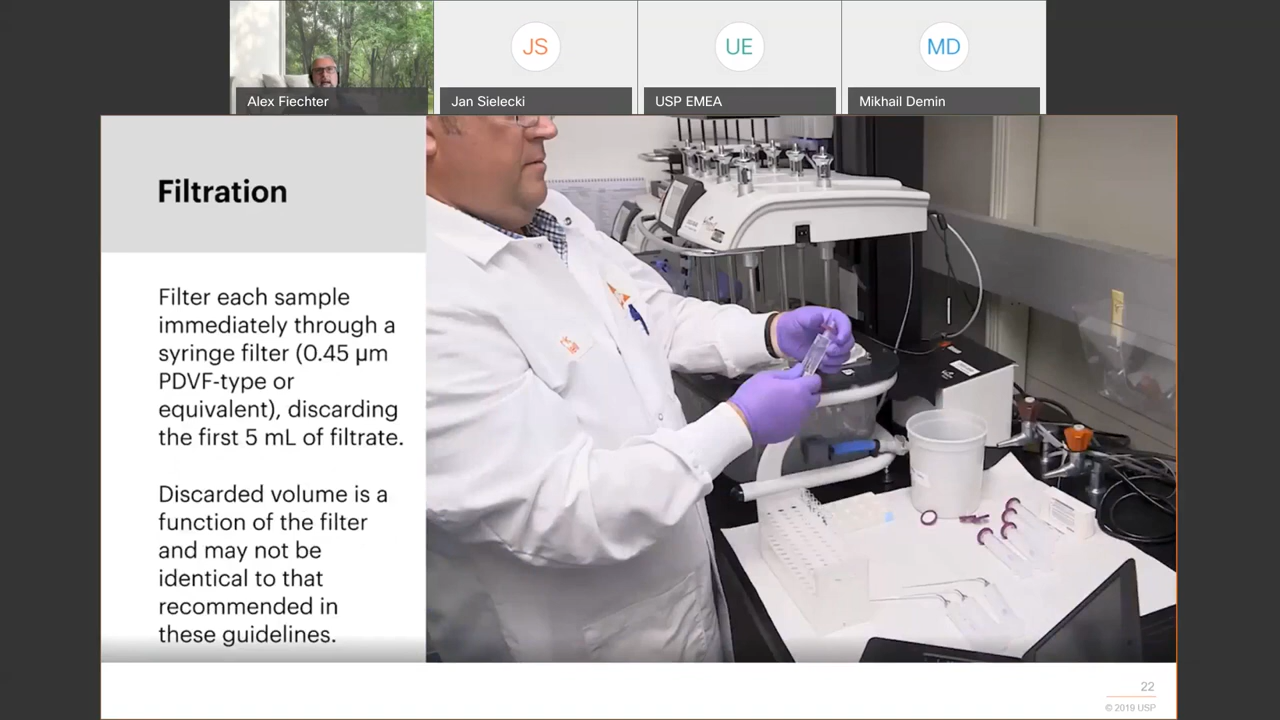 JS
UE
MD
Alex Fiechter
Jan Sielecki
USP EMEA
Mikhail Demin
Filtration
Filter each sample
immediately through a
syringe filter (0.45 µm
PDVF-type or
equivalent), discarding
the first 5 mL of filtrate.
Discarded volume is a
function of the filter
and may not be
identical to that
recommended in
these guidelines.
22
© 2019 USP